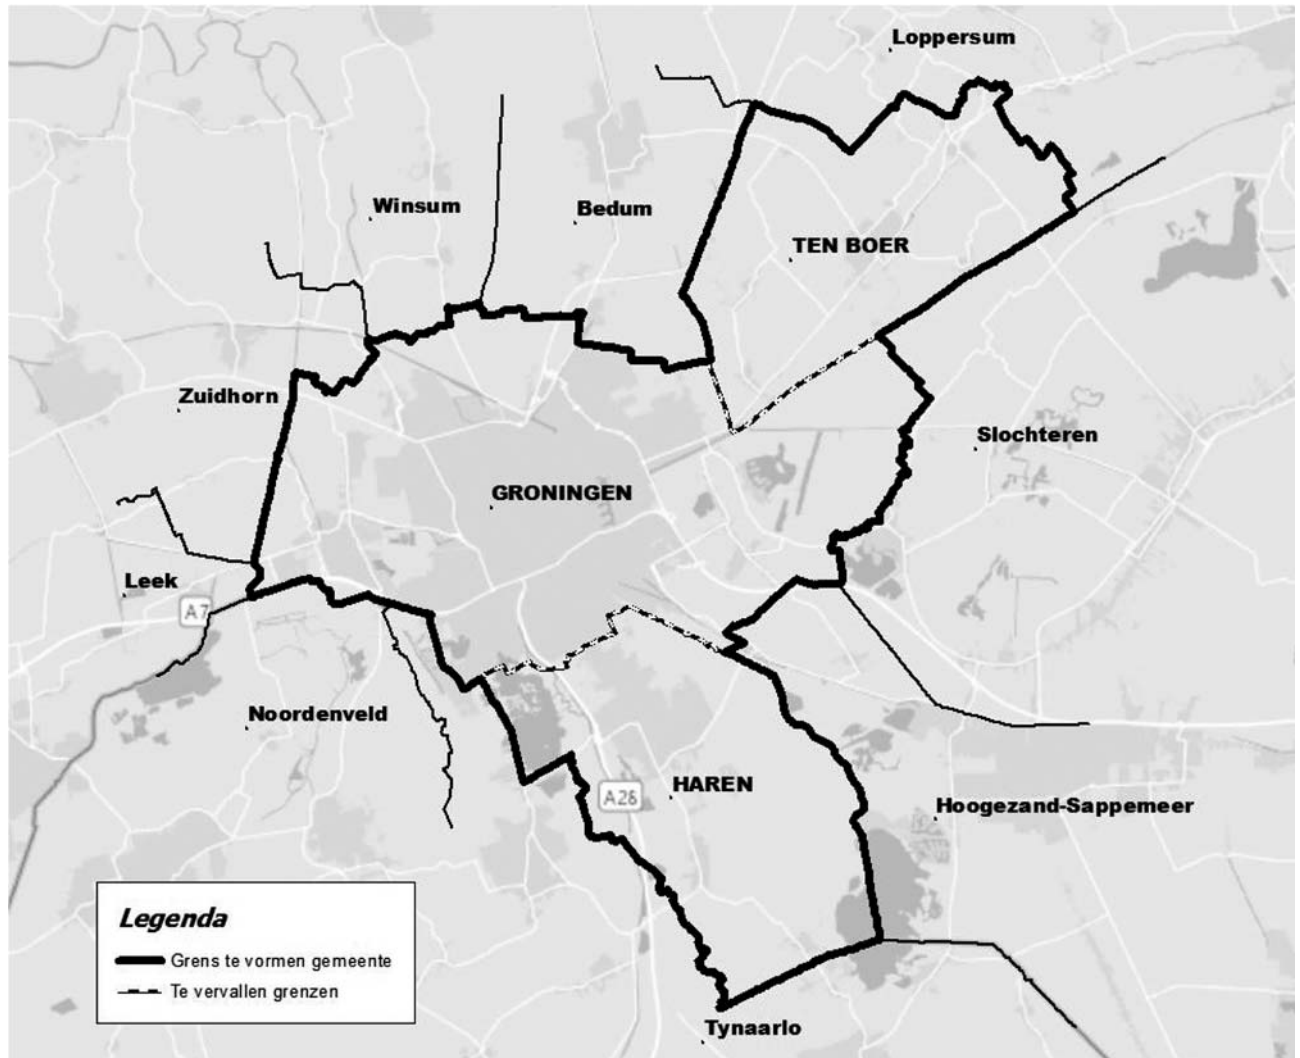 Loppersum
Winsum
Bedum
TEN BOER
Zuidhorn
Slochteren
GRONINGEN
Leek
A7
Noordenveld
HAREN
A28
Hoogezand-Sappemeer
Legenda
Grens te vormen gemeente
Te vervallen grenzen
Tynaarlo